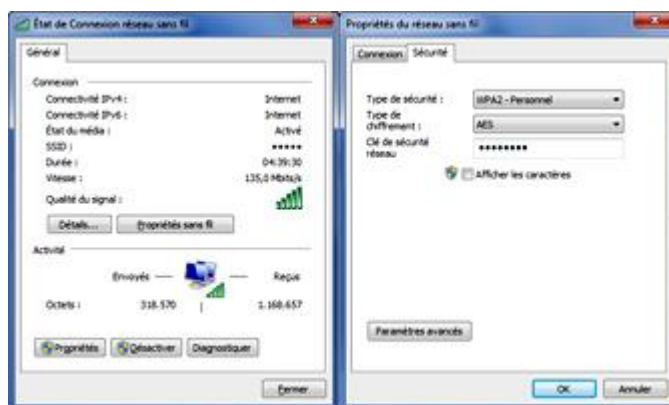 État de Connexion réseau sans fil
Général
Connexion
Connectivité IPv4 : Internet
Connectivité IPv6 : Internet
État du média : Activé
SSID : •••••
Durée : 04:39:30
Vitesse : 135,0 Mbits/s
Qualité du signal :
Détails... Propriétés sans fil
Activité
Envoyés — — Reçus
Octets : 318.570 | 1.168.657
Propriétés Désactiver Diagnostiquer
Fermer
Propriétés du réseau sans fil
Connexion Sécurité
Type de sécurité : WPA2 - Personnel
Type de
chiffrement : AES
Clé de sécurité
réseau ••••••••
Afficher les caractères
Paramètres avancés
OK Annuler